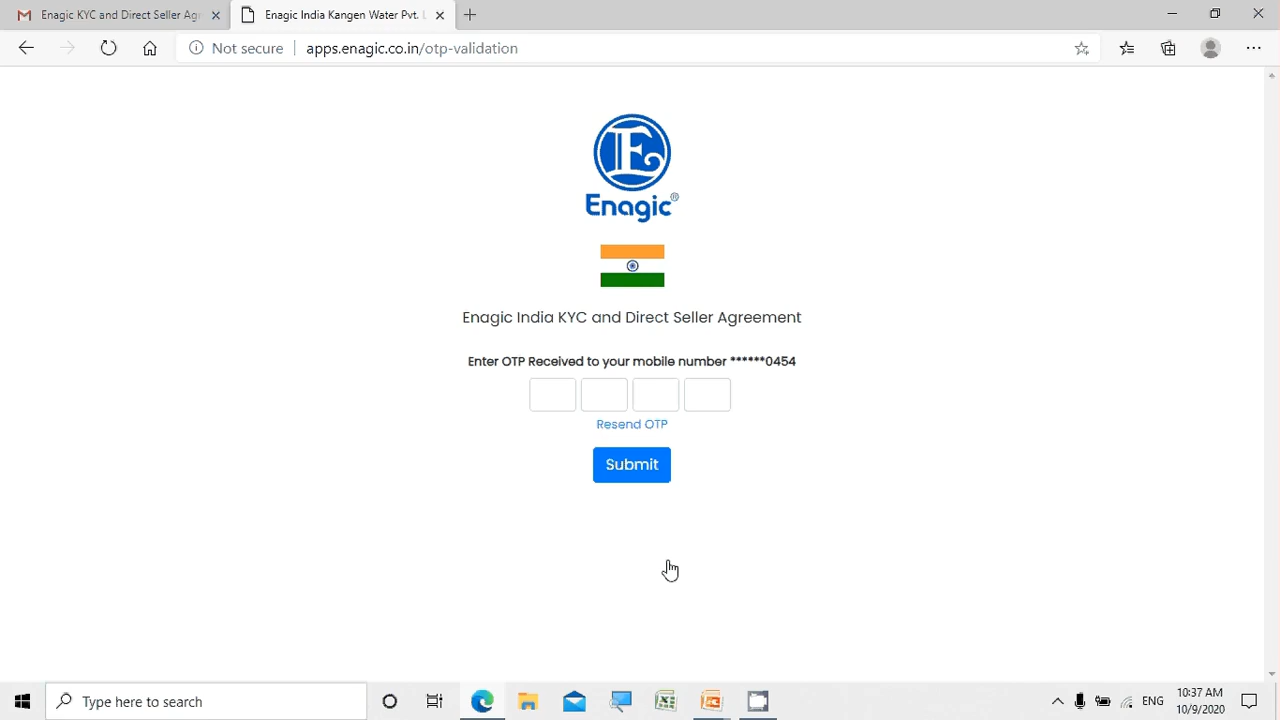 Enagic KYC and Direct Seller Ag
Enagic India Kangen Water Pvt. L
Not secure
apps.enagic.co.in/otp-validation
E
Enagic®
Enagic India KYC and Direct Seller Agreement
Enter OTP Received to your mobile number ******0454
Resend OTP
Submit
Type here to search
ENG
10:37 AM
10/9/2020